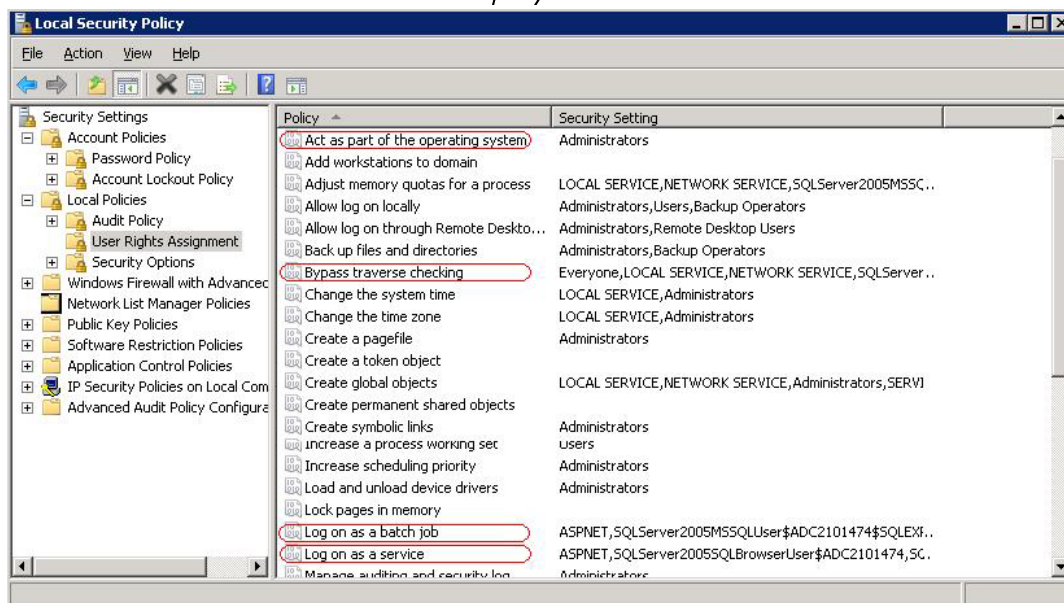 Local Security Policy
File Action View Help
Security Settings
Account Policies
Password Policy
Account Lockout Policy
Local Policies
Audit Policy
User Rights Assignment
Security Options
Windows Firewall with Advanced
Network List Manager Policies
Public Key Policies
Software Restriction Policies
Application Control Policies
IP Security Policies on Local Com
Advanced Audit Policy Configura
Policy Security Setting
Act as part of the operating system Administrators
Add workstations to domain
Adjust memory quotas for a process LOCAL SERVICE,NETWORK SERVICE,SQLServer2005MSSQ..
Allow log on locally Administrators,Users,Backup Operators
Allow log on through Remote Deskto... Administrators,Remote Desktop Users
Back up files and directories Administrators,Backup Operators
Bypass traverse checking Everyone,LOCAL SERVICE,NETWORK SERVICE,SQLServer..
Change the system time LOCAL SERVICE,Administrators
Change the time zone LOCAL SERVICE,Administrators
Create a pagefile Administrators
Create a token object
Create global objects LOCAL SERVICE,NETWORK SERVICE,Administrators,SERVI
Create permanent shared objects
Create symbolic links Administrators
Increase a process working set Users
Increase scheduling priority Administrators
Load and unload device drivers Administrators
Lock pages in memory
Log on as a batch job ASPNET,SQLServer2005MSSQLUser$ADC2101474$SQLEX..
Log on as a service ASPNET,SQLServer2005SQLBrowserUser$ADC2101474,SQ..
Manage auditing and security log Administrators